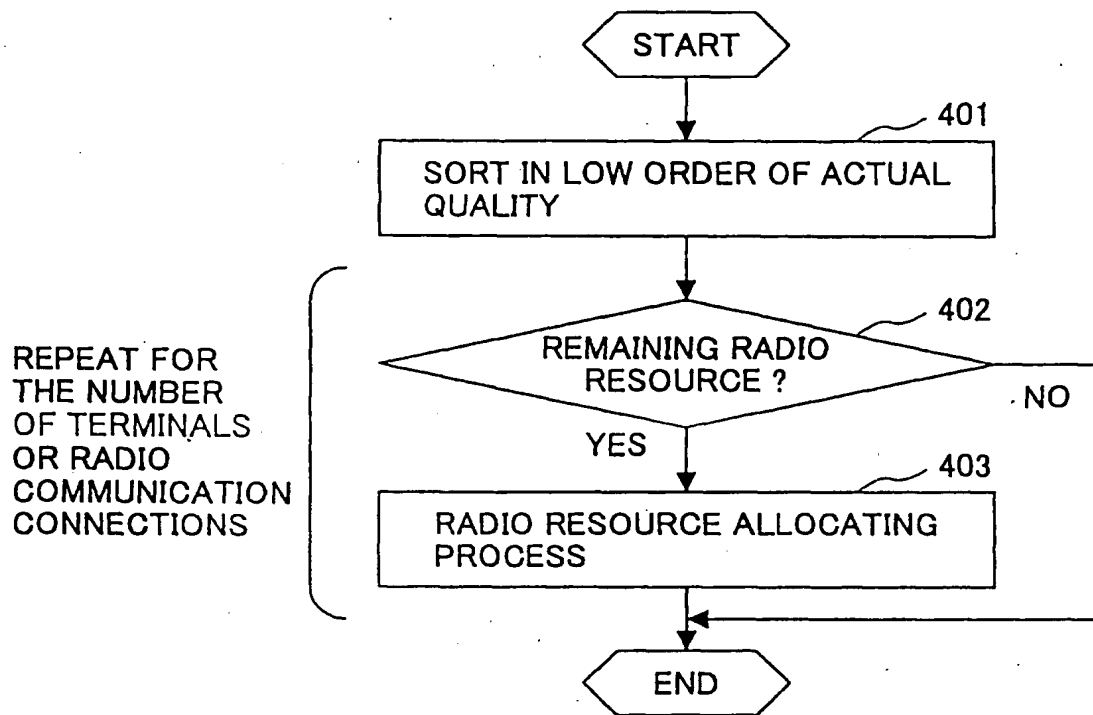 START
401
SORT IN LOW ORDER OF ACTUAL
QUALITY
402
REMAINING RADIO
RESOURCE ?
NO
YES
REPEAT FOR
THE NUMBER
OF TERMINALS
OR RADIO
COMMUNICATION
CONNECTIONS
403
RADIO RESOURCE ALLOCATING
PROCESS
END